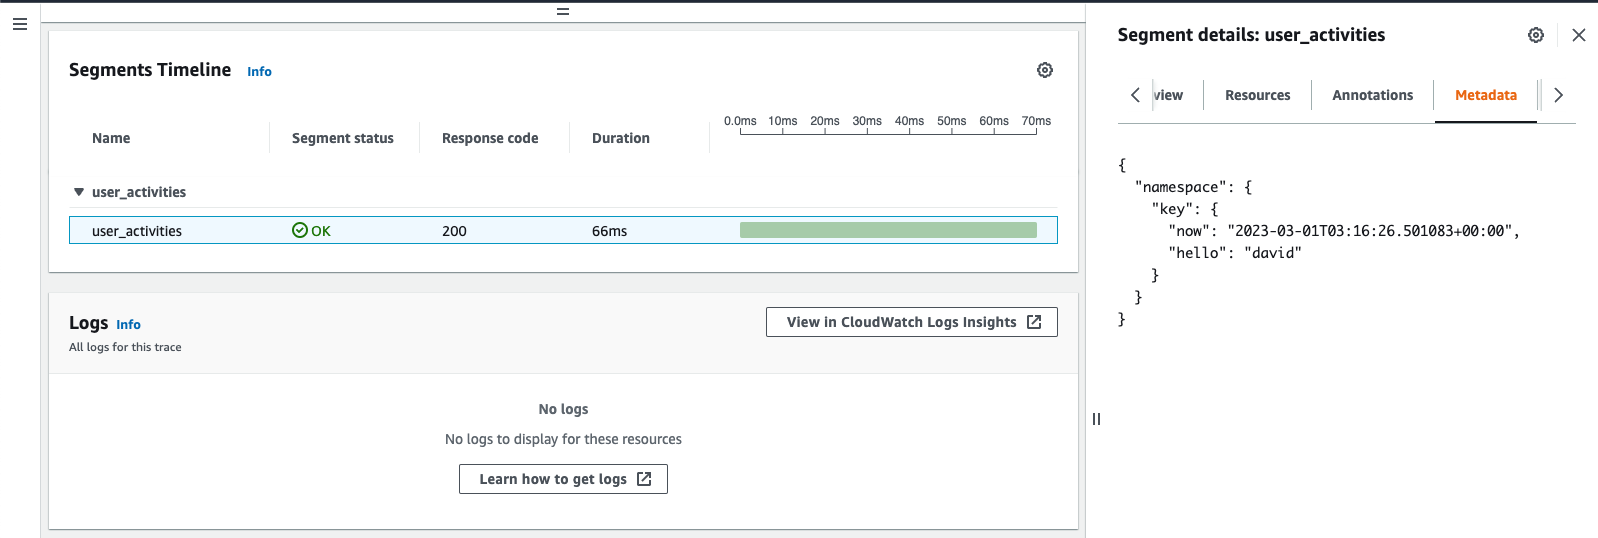 Segments Timeline Info
Name Segment status Response code Duration 0.0ms 10ms 20ms 30ms 40ms 50ms 60ms 70ms
user_activities
user_activities OK 200 66ms
Logs Info
All logs for this trace
View in CloudWatch Logs Insights
No logs
No logs to display for these resources
Learn how to get logs
Segment details: user_activities
view Resources Annotations Metadata
{
"namespace": {
"key": {
"now": "2023-03-01T03:16:26.501083+00:00",
"hello": "david"
}
}
}